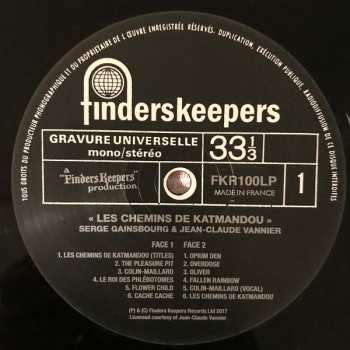 TOUS DROITS DU PRODUCTEUR PHONOGRAPHIQUE ET DU PROPRIETAIRE DE L'ŒUVRE ENREGISTRÉE RÉSERVÉS. DUPLICATION, EXÉCUTION PUBLIQUE, RADIODIFFUSION DE CE DISQUE INTERDITS
finderskeepers
GRAVURE UNIVERSELLE
mono/stéréo
33 1/3
a
"Finders Keepers"
production
FKR100LP
MADE IN FRANCE
1
« LES CHEMINS DE KATMANDOU »
SERGE GAINSBOURG & JEAN-CLAUDE VANNIER
FACE 1
1. LES CHEMINS DE KATMANDOU (TITLES)
2. THE PLEASURE PIT
3. COLIN-MAILLARD
4. LE ROI DES PHLÉBOTOMES
5. FLOWER CHILD
6. CACHE CACHE
FACE 2
1. OPIUM DEN
2. OVERDOSE
3. OLIVER
4. FALLEN RAINBOW
5. COLIN-MAILLARD (VOCAL)
6. LES CHEMINS DE KATMANDOU
(P) & (C) Finders Keepers Records Ltd 2017
Licensed courtesy of Jean-Claude Vannier